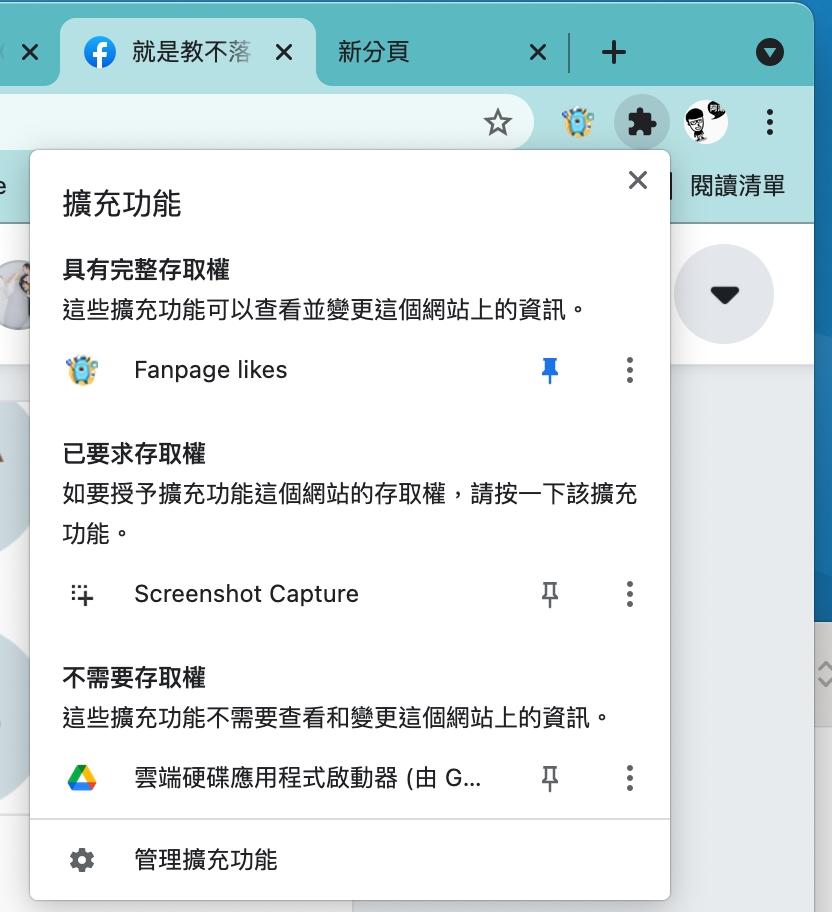 就是教不落
新分頁
閱讀清單
擴充功能
具有完整存取權
這些擴充功能可以查看並變更這個網站上的資訊。
Fanpage likes
已要求存取權
如要授予擴充功能這個網站的存取權，請按一下該擴充
功能。
Screenshot Capture
不需要存取權
這些擴充功能不需要查看和變更這個網站上的資訊。
雲端硬碟應用程式啟動器 (由 G...
管理擴充功能